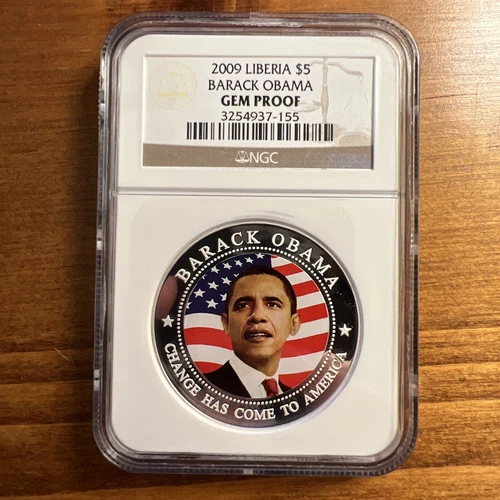 2009 LIBERIA $5
BARACK OBAMA
GEM PROOF
3254937-155
NGC
BARACK OBAMA
CHANGE HAS COME TO AMERICA